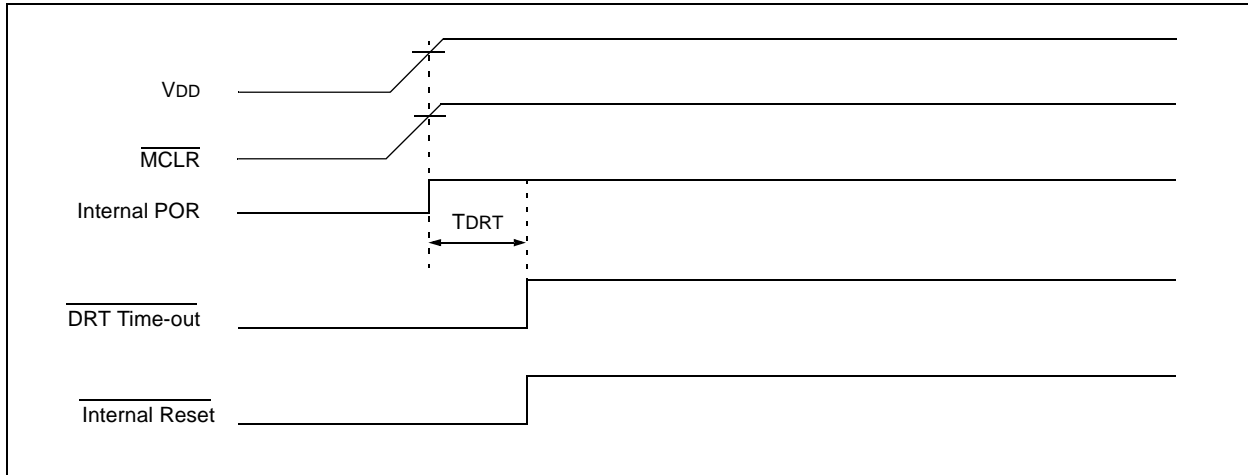 VDD
MCLR
Internal POR
TDRT
DRT Time-out
Internal Reset